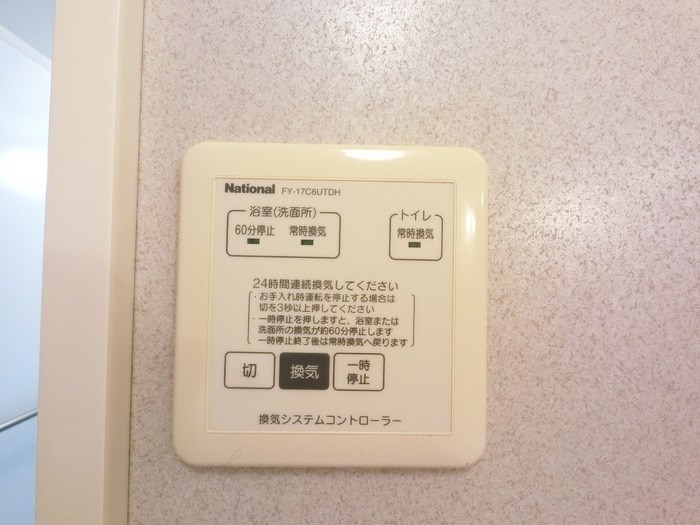 National FY-17C6UTDH
浴室(洗面所)
60分停止 常時換気
トイレ
常時換気
24時間連続換気してください
・お手入れ時運転を停止する場合は
切を3秒以上押してください
・一時停止を押しますと、浴室または
洗面所の換気が約60分停止します
一時停止終了後は常時換気へ戻ります
切
換気
一時
停止
換気システムコントローラー